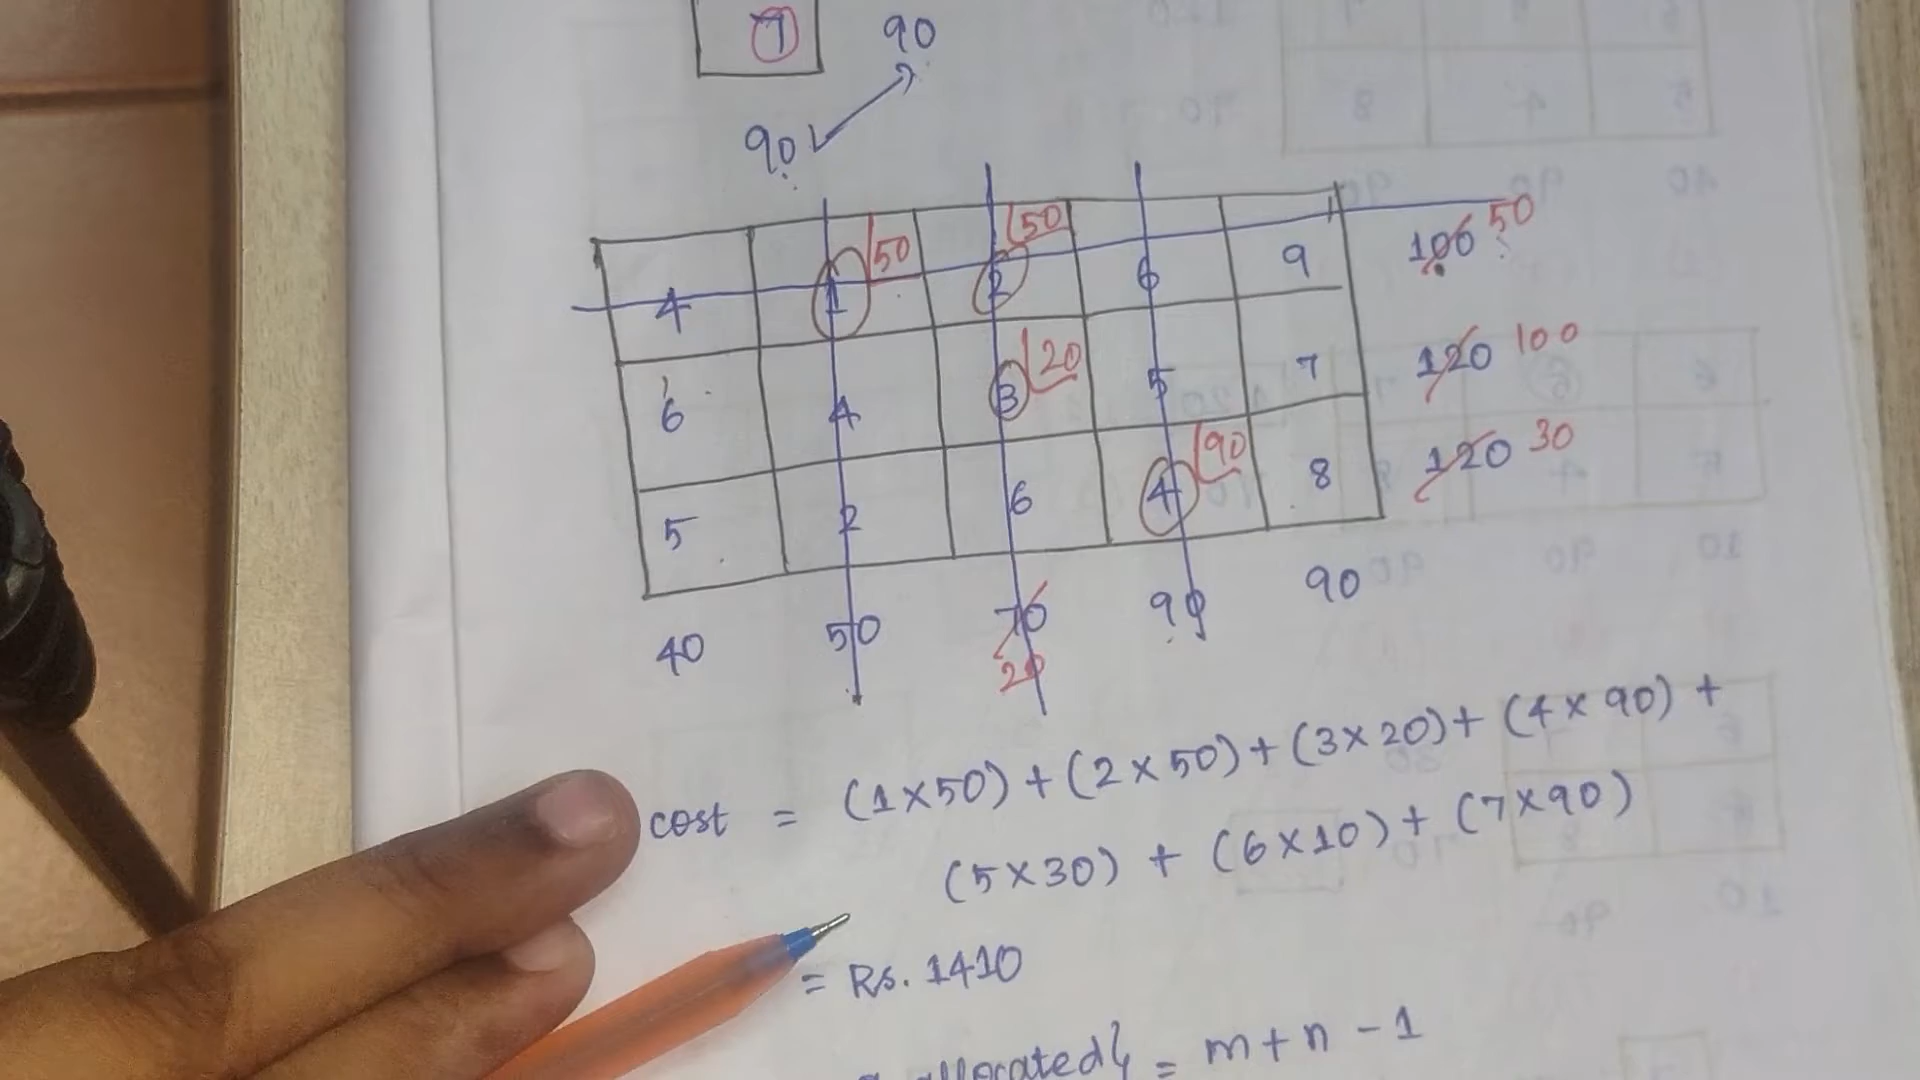 7 90
90
50 50
4 1 2 6 9 100 50
20
6 4 3 5 7 120 100
90
5 2 6 4 8 120 30
40 50 70 90 90
20
cost = (1×50) + (2×50) + (3×20) + (4×90) +
(5×30) + (6×10) + (7×90)
= Rs. 1410
allocated} = m+n-1